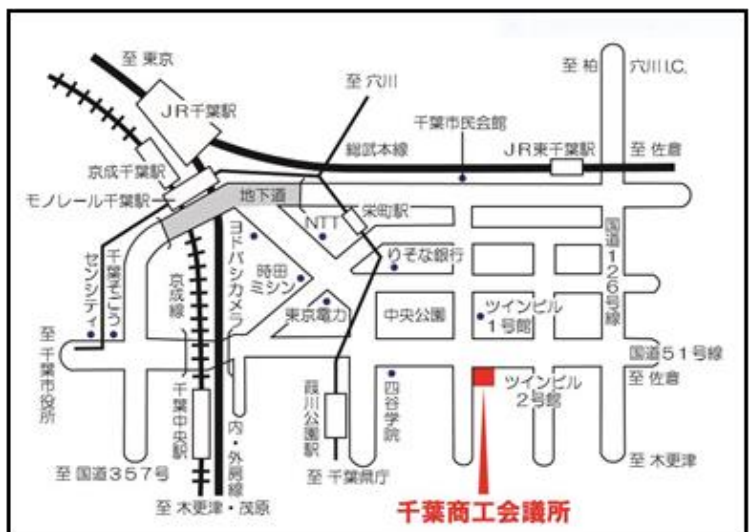 至 東京
至 穴川
至 柏
穴川 I.C.
JR千葉駅
千葉市民会館
総武本線
JR東千葉駅
至 佐倉
京成千葉駅
モノレール千葉駅
地下道
栄町駅
NTT
ヨドバシカメラ
国道126号線
センシティ
千葉そごう
京成線
時田
ミシン
りそな銀行
東京電力
中央公園
ツインビル
1号館
至 千葉市役所
国道51号線
至 佐倉
千葉中央駅
内・外房線
葭川公園駅
四谷学院
ツインビル
2号館
至 国道357号
至 千葉県庁
至 木更津
至 木更津・茂原
千葉商工会議所